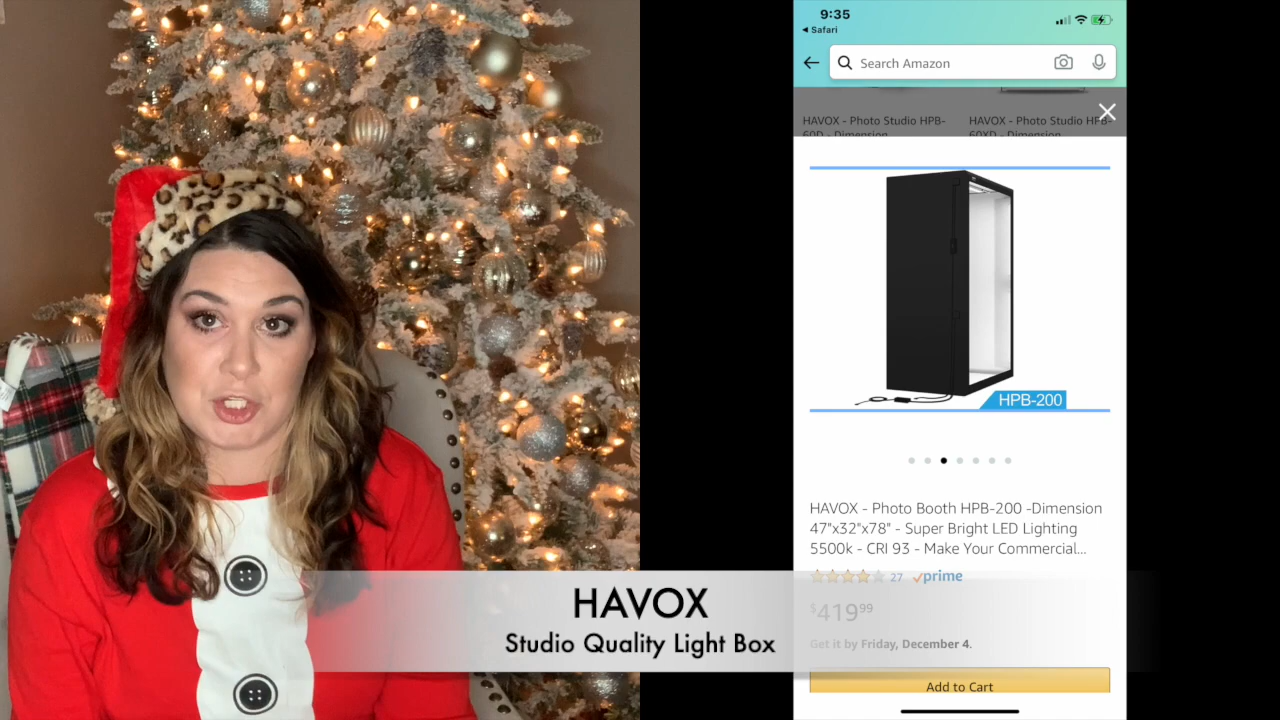 9:35
◄ Safari
Search Amazon
HAVOX - Photo Studio HPB-
60D - Dimension
HAVOX - Photo Studio HPB-
60XD - Dimension
HPB-200
HAVOX - Photo Booth HPB-200 -Dimension
47"x32"x78" - Super Bright LED Lighting
5500k - CRI 93 - Make Your Commercial...
27 prime
$41999
Get it by Friday, December 4.
Add to Cart
HAVOX
Studio Quality Light Box